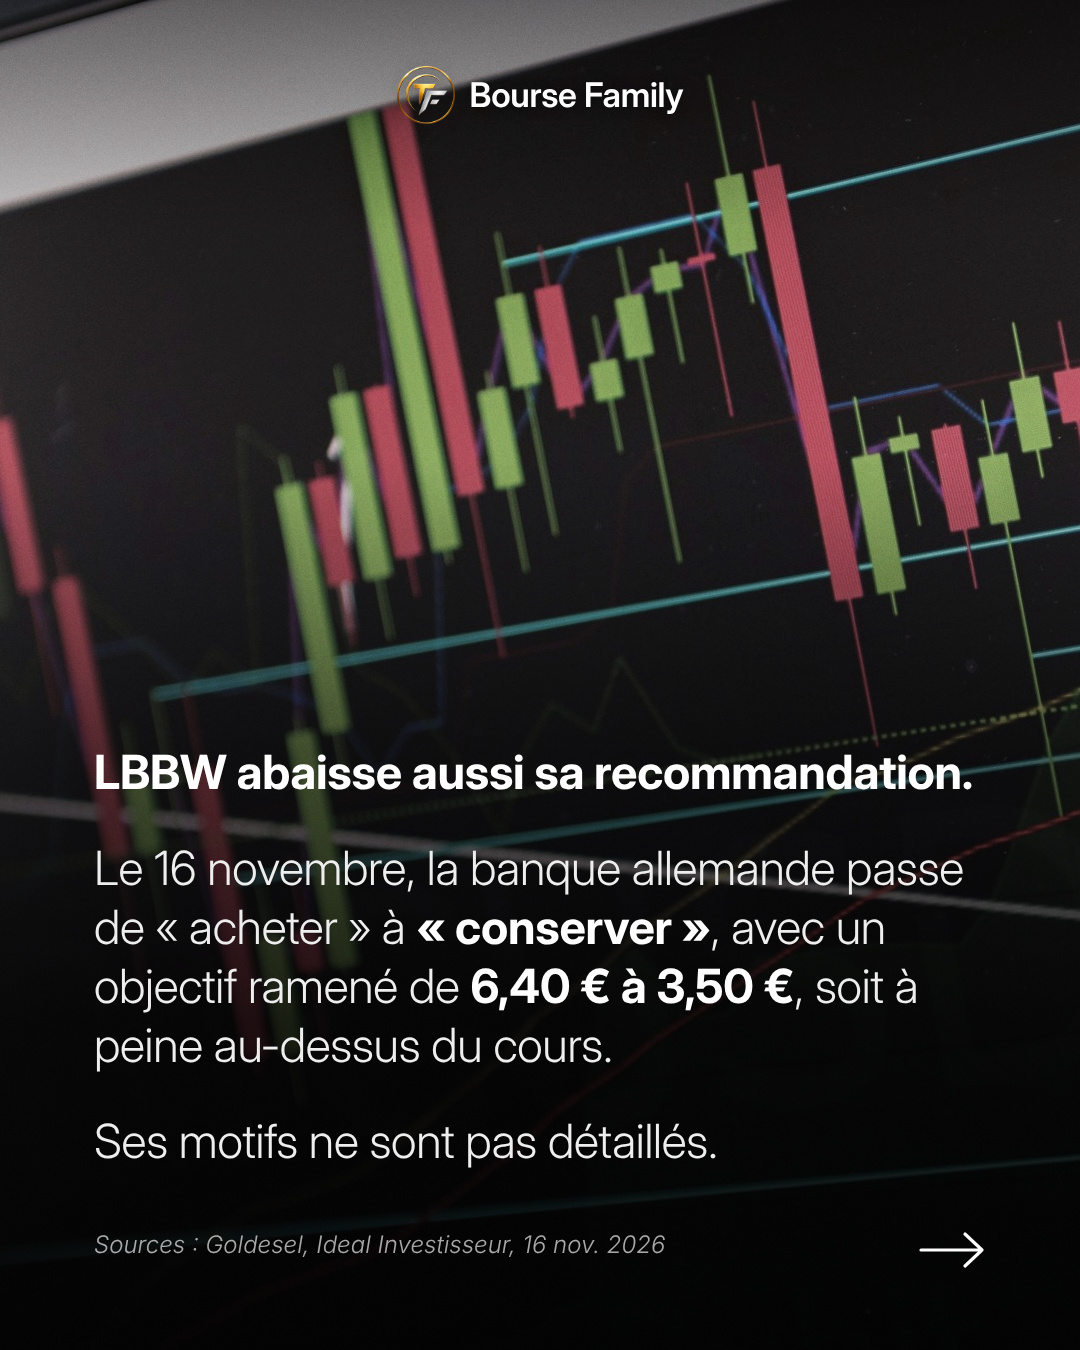 Bourse Family
LBBW abaisse aussi sa recommandation.
Le 16 novembre, la banque allemande passe
de « acheter » à « conserver », avec un
objectif ramené de 6,40 € à 3,50 €, soit à
peine au-dessus du cours.
Ses motifs ne sont pas détaillés.
Sources : Goldesel, Ideal Investisseur, 16 nov. 2026